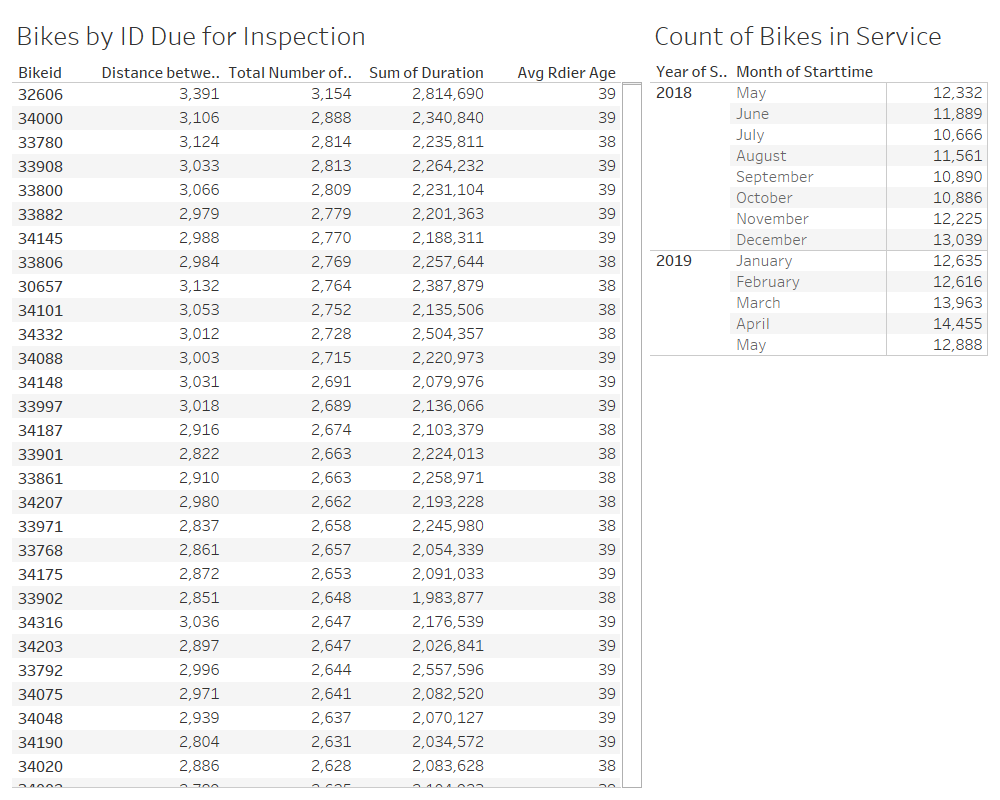 Bikes by ID Due for Inspection
Bikeid Distance betwe.. Total Number of.. Sum of Duration Avg Rdier Age
32606 3,391 3,154 2,814,690 39
34000 3,106 2,888 2,340,840 39
33780 3,124 2,814 2,235,811 38
33908 3,033 2,813 2,264,232 39
33800 3,066 2,809 2,231,104 39
33882 2,979 2,779 2,201,363 39
34145 2,988 2,770 2,188,311 39
33806 2,984 2,769 2,257,644 38
30657 3,132 2,764 2,387,879 38
34101 3,053 2,752 2,135,506 38
34332 3,012 2,728 2,504,357 38
34088 3,003 2,715 2,220,973 39
34148 3,031 2,691 2,079,976 39
33997 3,018 2,689 2,136,066 39
34187 2,916 2,674 2,103,379 38
33901 2,822 2,663 2,224,013 38
33861 2,910 2,663 2,258,971 38
34207 2,980 2,662 2,193,228 38
33971 2,837 2,658 2,245,980 38
33768 2,861 2,657 2,054,339 39
34175 2,872 2,653 2,091,033 39
33902 2,851 2,648 1,983,877 38
34316 3,036 2,647 2,176,539 39
34203 2,897 2,647 2,026,841 39
33792 2,996 2,644 2,557,596 39
34075 2,971 2,641 2,082,520 39
34048 2,939 2,637 2,070,127 39
34190 2,804 2,631 2,034,572 39
34020 2,886 2,628 2,083,628 38
Count of Bikes in Service
Year of S.. Month of Starttime
2018 May 12,332
June 11,889
July 10,666
August 11,561
September 10,890
October 10,886
November 12,225
December 13,039
2019 January 12,635
February 12,616
March 13,963
April 14,455
May 12,888